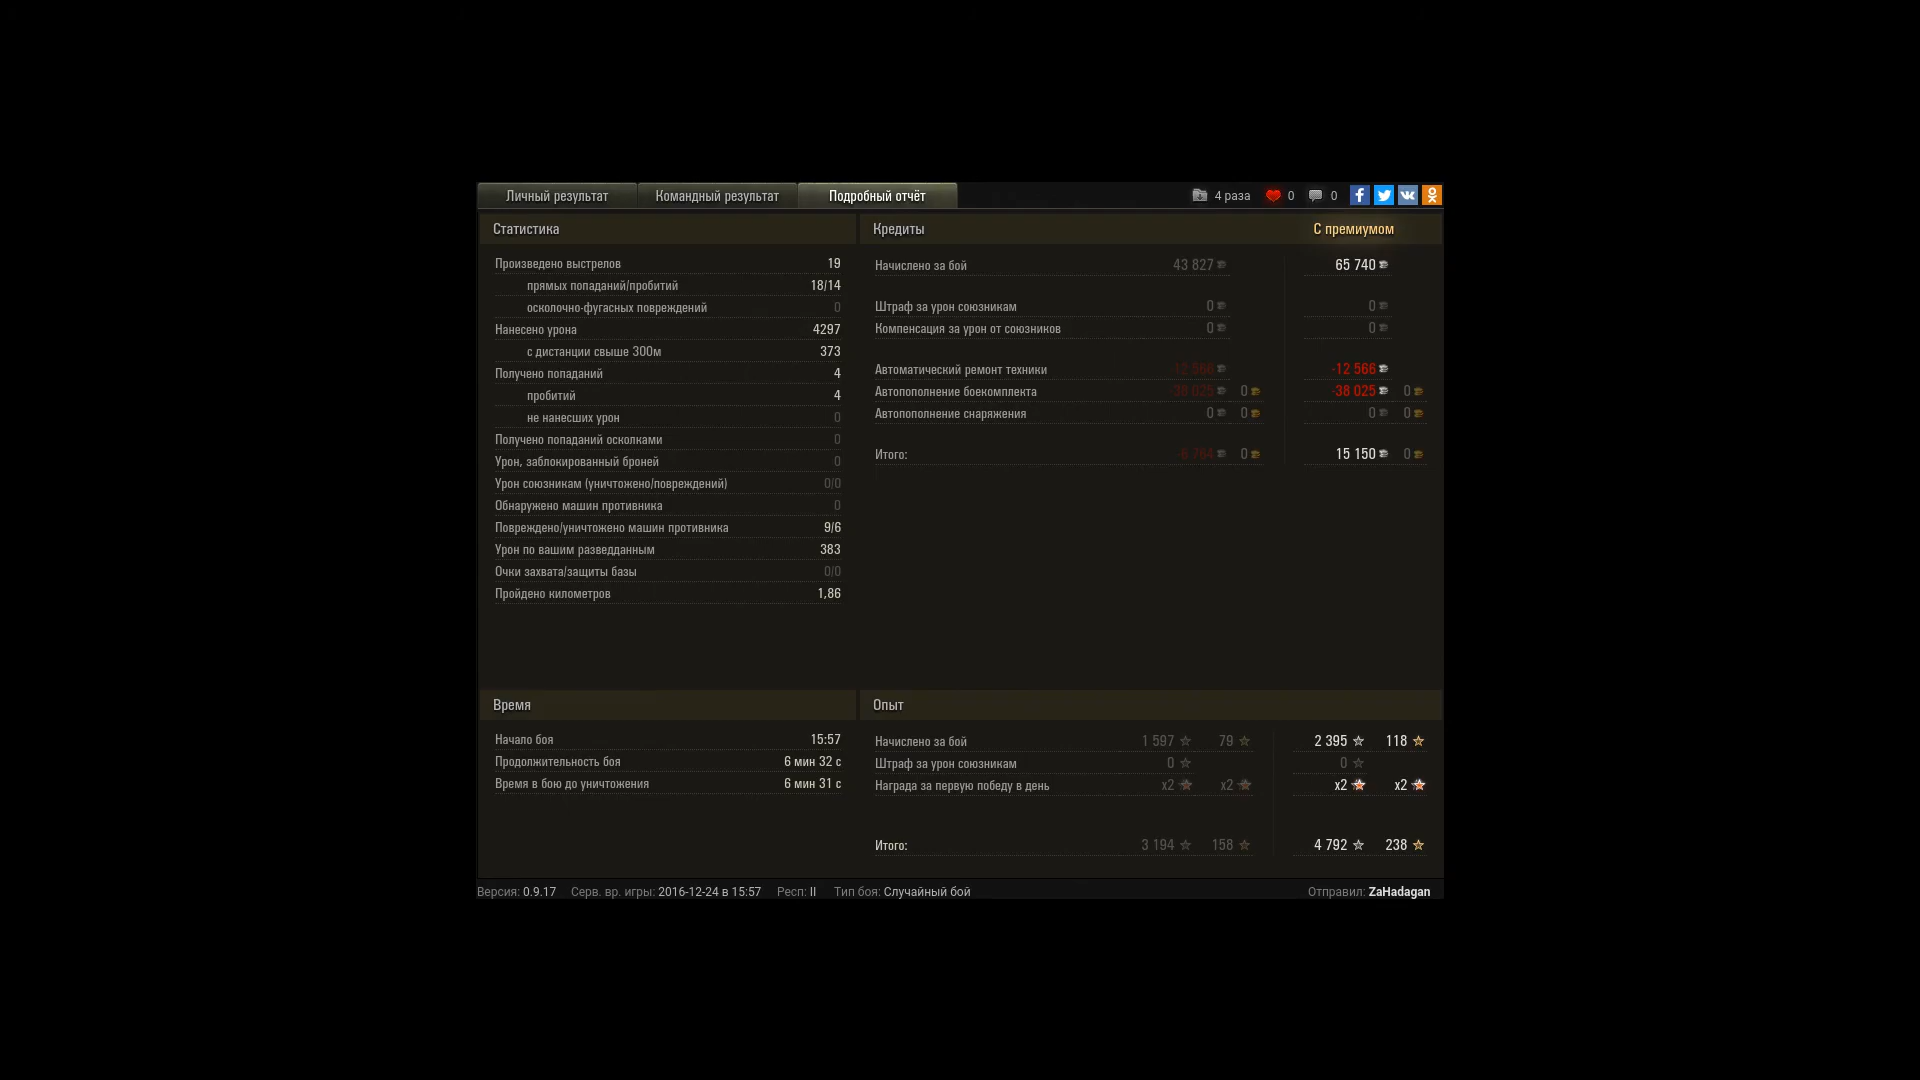 Личный результат Командный результат Подробный отчёт 4 раза 0 0
Статистика
Произведено выстрелов 19
прямых попаданий/пробитий 18/14
осколочно-фугасных повреждений 0
Нанесено урона 4297
с дистанции свыше 300м 373
Получено попаданий 4
пробитий 4
не нанесших урон 0
Получено попаданий осколками 0
Урон, заблокированный броней 0
Урон союзникам (уничтожено/повреждений) 0/0
Обнаружено машин противника 0
Повреждено/уничтожено машин противника 9/6
Урон по вашим разведданным 383
Очки захвата/защиты базы 0/0
Пройдено километров 1,86
Кредиты С премиумом
Начислено за бой 43 827 65 740
Штраф за урон союзникам 0 0
Компенсация за урон от союзников 0 0
Автоматический ремонт техники -12 566 -12 566
Автопополнение боекомплекта -38 025 0 -38 025 0
Автопополнение снаряжения 0 0 0 0
Итого: -6 764 0 15 150 0
Время
Начало боя 15:57
Продолжительность боя 6 мин 32 с
Время в бою до уничтожения 6 мин 31 с
Опыт
Начислено за бой 1 597 79 2 395 118
Штраф за урон союзникам 0 0
Награда за первую победу в день x2 x2 x2 x2
Итого: 3 194 158 4 792 238
Версия: 0.9.17 Серв. вр. игры: 2016-12-24 в 15:57 Респ: II Тип боя: Случайный бой Отправил: ZaHadagan